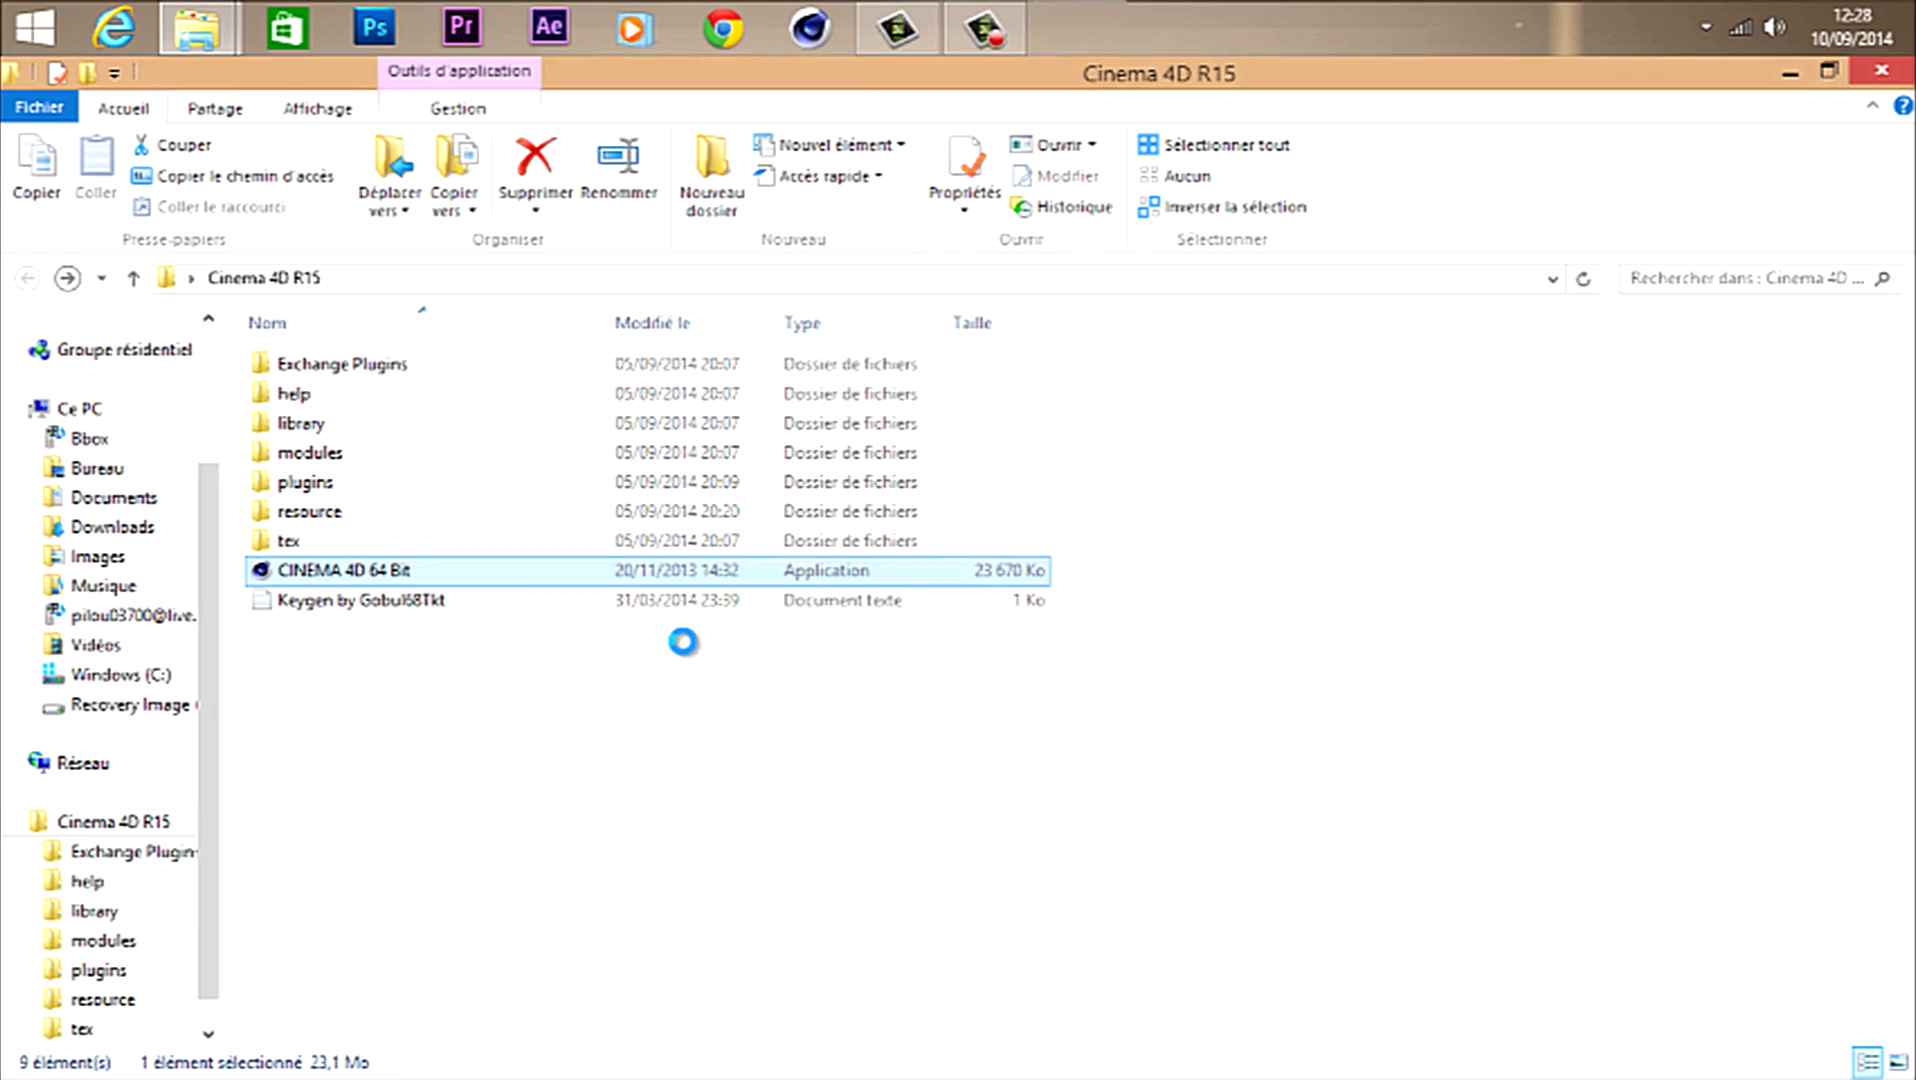 Ps
Pr
Ae
12:28
10/09/2014
Outils d'application
Cinema 4D R15
Fichier
Accueil
Partage
Affichage
Gestion
Copier
Coller
Couper
Copier le chemin d'accès
Coller le raccourci
Presse-papiers
Déplacer vers
Copier vers
Supprimer
Renommer
Organiser
Nouveau dossier
Nouvel élément
Accès rapide
Nouveau
Propriétés
Ouvrir
Modifier
Historique
Ouvrir
Sélectionner tout
Aucun
Inverser la sélection
Sélectionner
Cinema 4D R15
Rechercher dans : Cinema 4D ...
Nom Modifié le Type Taille
Exchange Plugins 05/09/2014 20:07 Dossier de fichiers
help 05/09/2014 20:07 Dossier de fichiers
library 05/09/2014 20:07 Dossier de fichiers
modules 05/09/2014 20:07 Dossier de fichiers
plugins 05/09/2014 20:09 Dossier de fichiers
resource 05/09/2014 20:20 Dossier de fichiers
tex 05/09/2014 20:07 Dossier de fichiers
CINEMA 4D 64 Bit 20/11/2013 14:32 Application 23 670 Ko
Keygen by Gobul68Tkt 31/03/2014 23:39 Document texte 1 Ko
Groupe résidentiel
Ce PC
Bbox
Bureau
Documents
Downloads
Images
Musique
pilou03700@live.
Vidéos
Windows (C:)
Recovery Image
Réseau
Cinema 4D R15
Exchange Plugin
help
library
modules
plugins
resource
tex
9 élément(s) 1 élément sélectionné 23,1 Mo